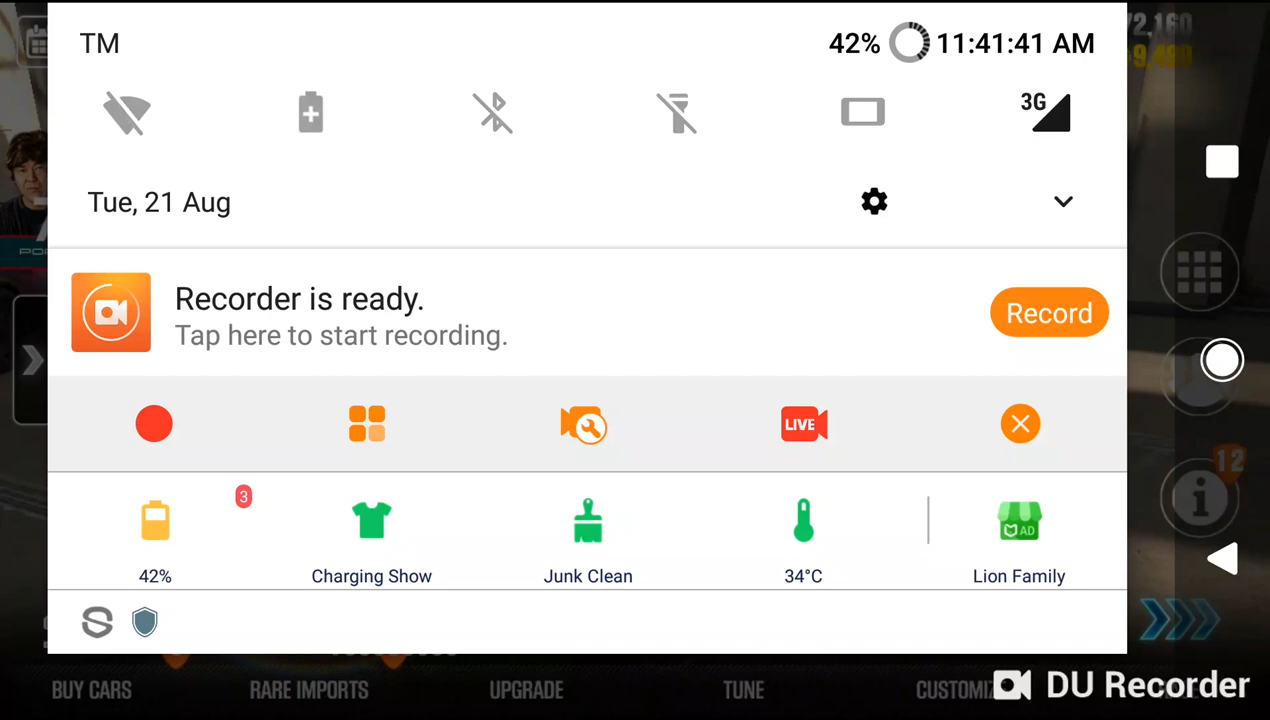 TM
42%
11:41:41 AM
3G
Tue, 21 Aug
Recorder is ready.
Tap here to start recording.
Record
LIVE
3
AD
42%
Charging Show
Junk Clean
34°C
Lion Family
12
BUY CARS
RARE IMPORTS
UPGRADE
TUNE
DU Recorder